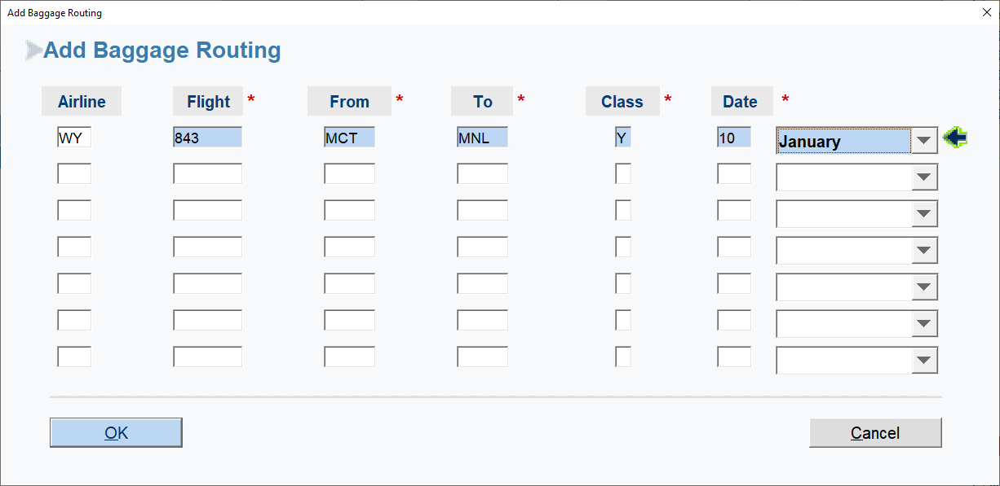 Add Baggage Routing
Add Baggage Routing
Airline Flight * From * To * Class * Date *
WY 843 MCT MNL Y 10 January
OK Cancel